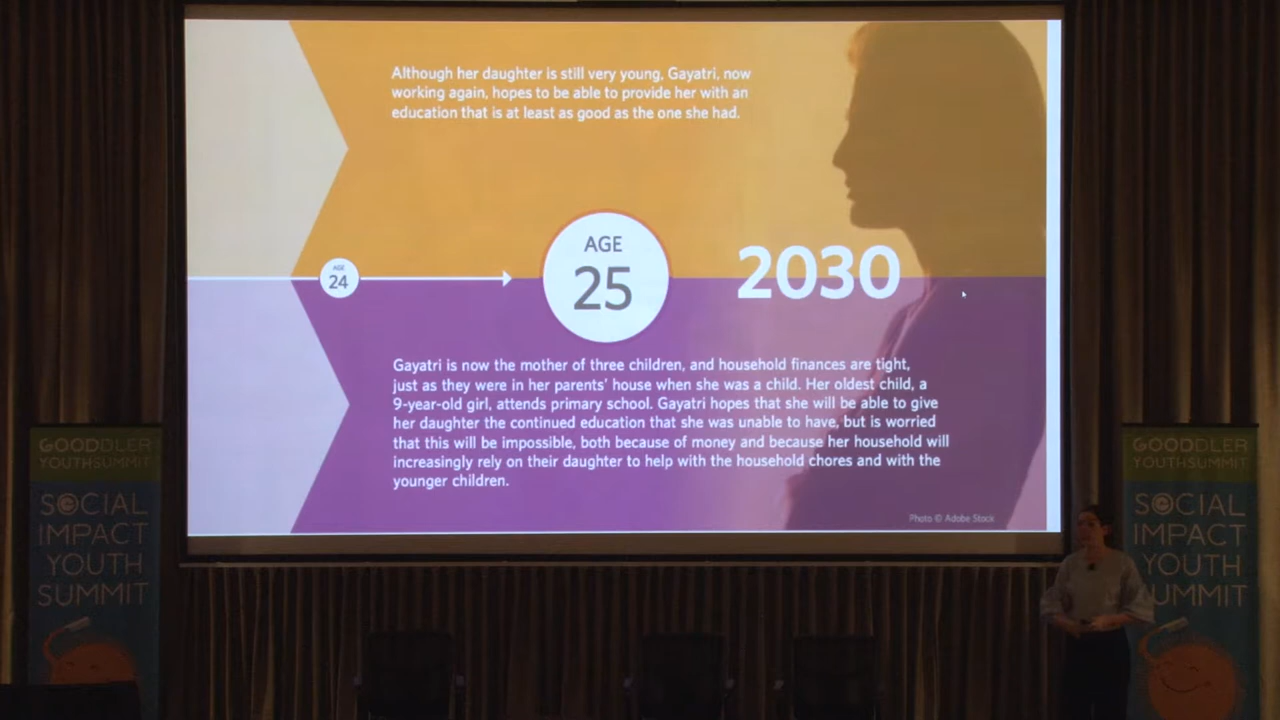 Although her daughter is still very young, Gayatri, now
working again, hopes to be able to provide her with an
education that is at least as good as the one she had.
AGE
24
AGE
25
2030
Gayatri is now the mother of three children, and household finances are tight,
just as they were in her parents' house when she was a child. Her oldest child, a
9-year-old girl, attends primary school. Gayatri hopes that she will be able to give
her daughter the continued education that she was unable to have, but is worried
that this will be impossible, both because of money and because her household will
increasingly rely on their daughter to help with the household chores and with the
younger children.
Photo © Adobe Stock
GOODDLER
YOUTHSUMMIT
SOCIAL
IMPACT
YOUTH
SUMMIT
GOODDLER
YOUTHSUMMIT
SOCIAL
IMPACT
YOUTH
SUMMIT